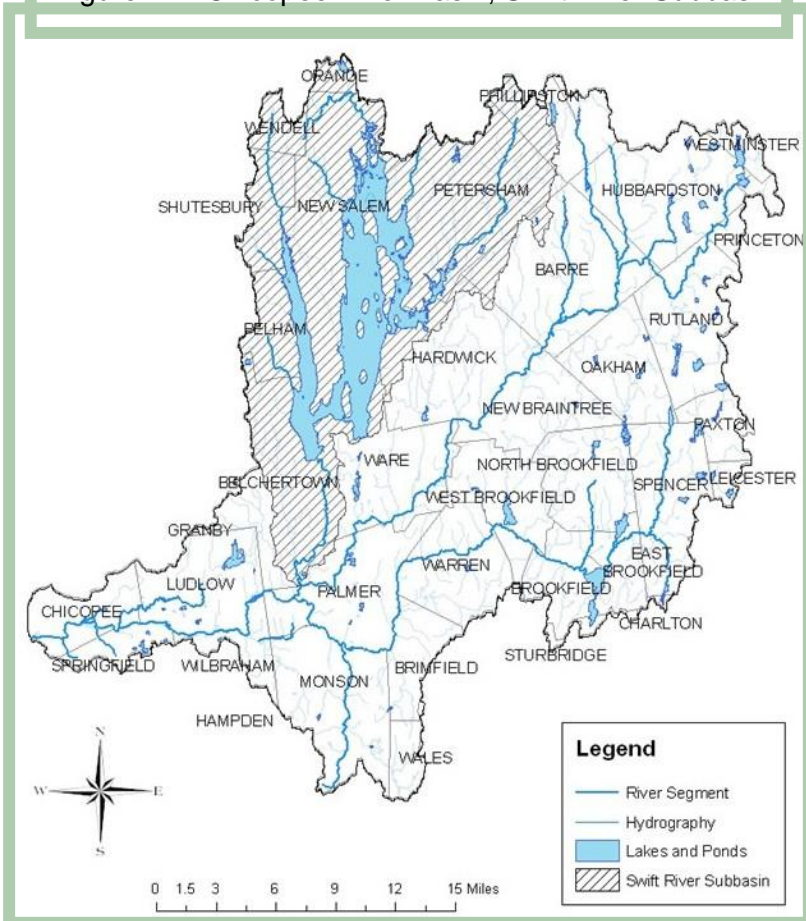 ORANGE
PHILLIPSTON
WENDELL
WESTMINSTER
PETERSHAM
HUBBARDSTON
SHUTESBURY
NEW SALEM
PRINCETON
BARRE
RUTLAND
PELHAM
HARDWICK
OAKHAM
NEW BRAINTREE
PAXTON
WARE
NORTH BROOKFIELD
BELCHERTOWN
SPENCER
LEICESTER
WEST BROOKFIELD
GRANBY
EAST
BROOKFIELD
WARREN
LUDLOW
PALMER
BROOKFIELD
CHICOPEE
CHARLTON
STURBRIDGE
SPRINGFIELD
WILBRAHAM
BRIMFIELD
MONSON
HAMPDEN
WALES
N
W
E
S
Legend
River Segment
Hydrography
Lakes and Ponds
Swift River Subbasin
0 1.5 3 6 9 12 15 Miles